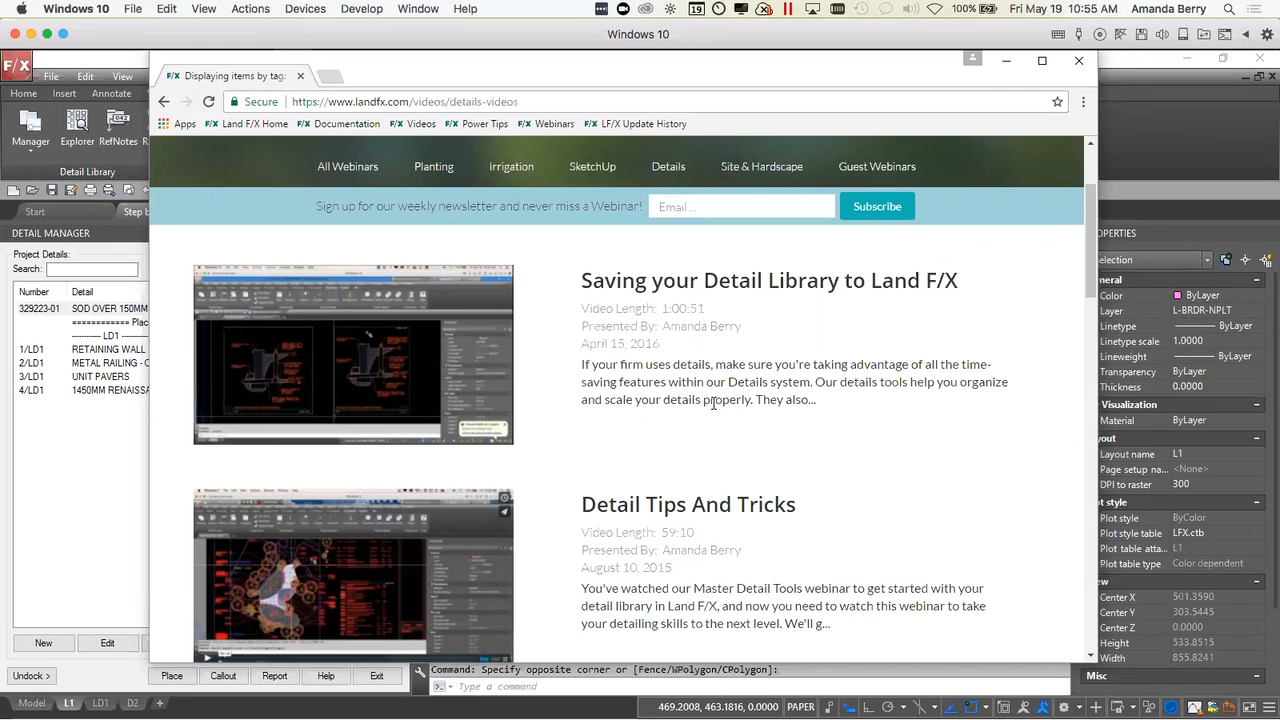 Windows 10 File Edit View Actions Devices Develop Window Help 19 100% Fri May 19 10:55 AM Amanda Berry
Windows 10
F/X File Edit View
F/X Displaying items by tag:
Home Insert Annotate
Secure https://www.landfx.com/videos/details-videos
Apps F/X Land F/X Home F/X Documentation F/X Videos F/X Power Tips F/X Webinars F/X LF/X Update History
Manager Explorer RefNotes
Detail Library
All Webinars Planting Irrigation SketchUp Details Site & Hardscape Guest Webinars
Sign up for our weekly newsletter and never miss a Webinar! Email ... Subscribe
Start Step b
DETAIL MANAGER
Project Details:
Search:
Number Detail
SOD OVER 150MM
========= Plac
LD1
1/LD1 RETAINING WALL
2/LD1 METAL RAILING - C
3/LD1 UNIT PAVERS
4/LD1 1450MM RENAISSA
New Edit
Undock > Place Callout Report Help Exit
Saving your Detail Library to Land F/X
Presented By: Amanda Berry
April 15, 2016
If your firm uses details, make sure you're taking advantage of all the time-
saving features within our Details system. Our details tools help you organize
and scale your details properly. They also...
Detail Tips And Tricks
Presented By: Amanda Berry
August 10, 2015
You've watched our Master Detail Tools webinar to get started with your
detail library in Land F/X, and now you need to watch this webinar to take
your detailing skills to the next level. We'll g...
Command: Specify opposite corner or [Fence/WPolygon/CPolygon]:
Type a command
Model L1 LD1 D2 +
469.2008, 463.1816, 0.0000 PAPER
ROPERTIES
election
eneral
Color ByLayer
Layer L-BRDR-NPLT
Linetype ByLayer
Linetype scale 1.0000
Lineweight ByLayer
Transparency ByLayer
Thickness 0.0000
Visualization
Material ByLayer
yout
Layout name L1
Page setup na... <None>
DPI to raster 300
ot style
Plot style ByColor
Plot style table LFX.ctb
Plot table atta... L1
Plot table type Color dependent
ew
Center X 501.3590
Center Y 303.5445
Center Z 0.0000
Height 353.8515
Width 855.8241
Misc